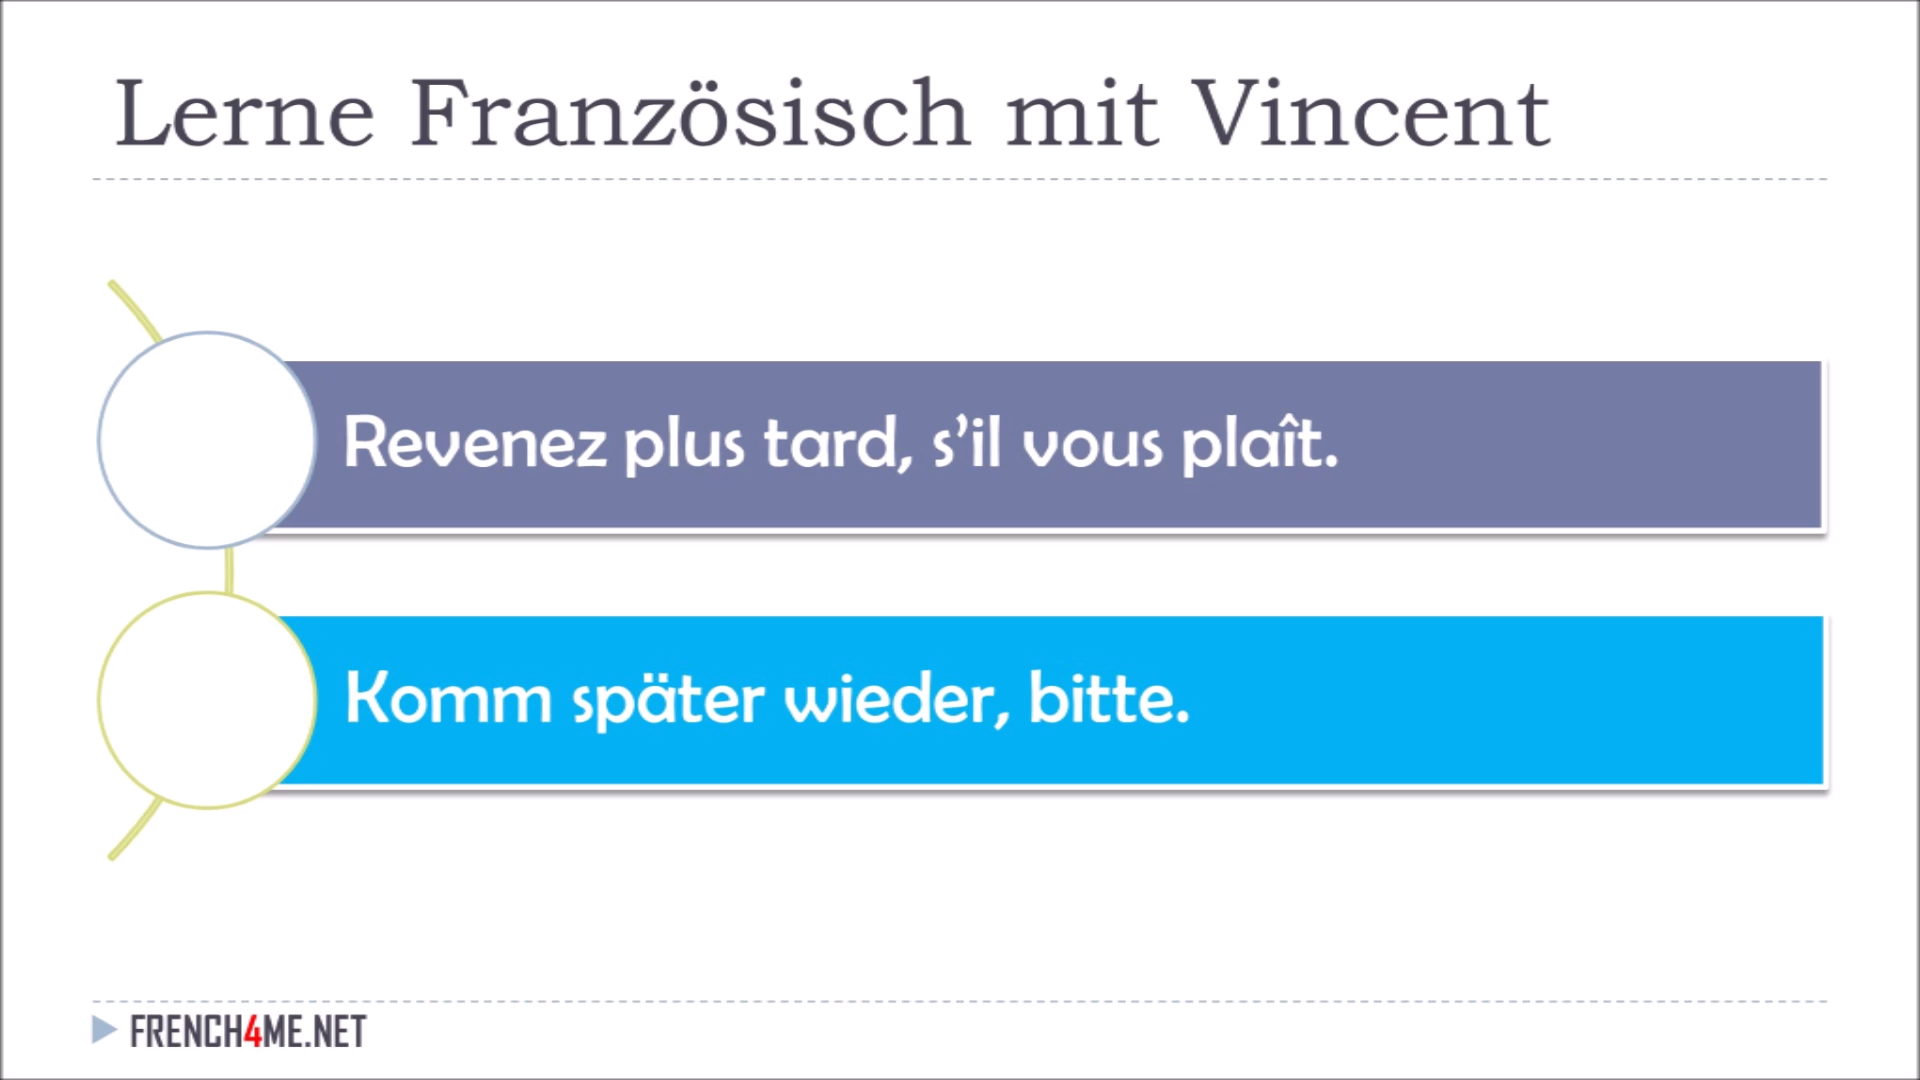 Lerne Französisch mit Vincent
Revenez plus tard, s’il vous plaît.
Komm später wieder, bitte.
FRENCH4ME.NET